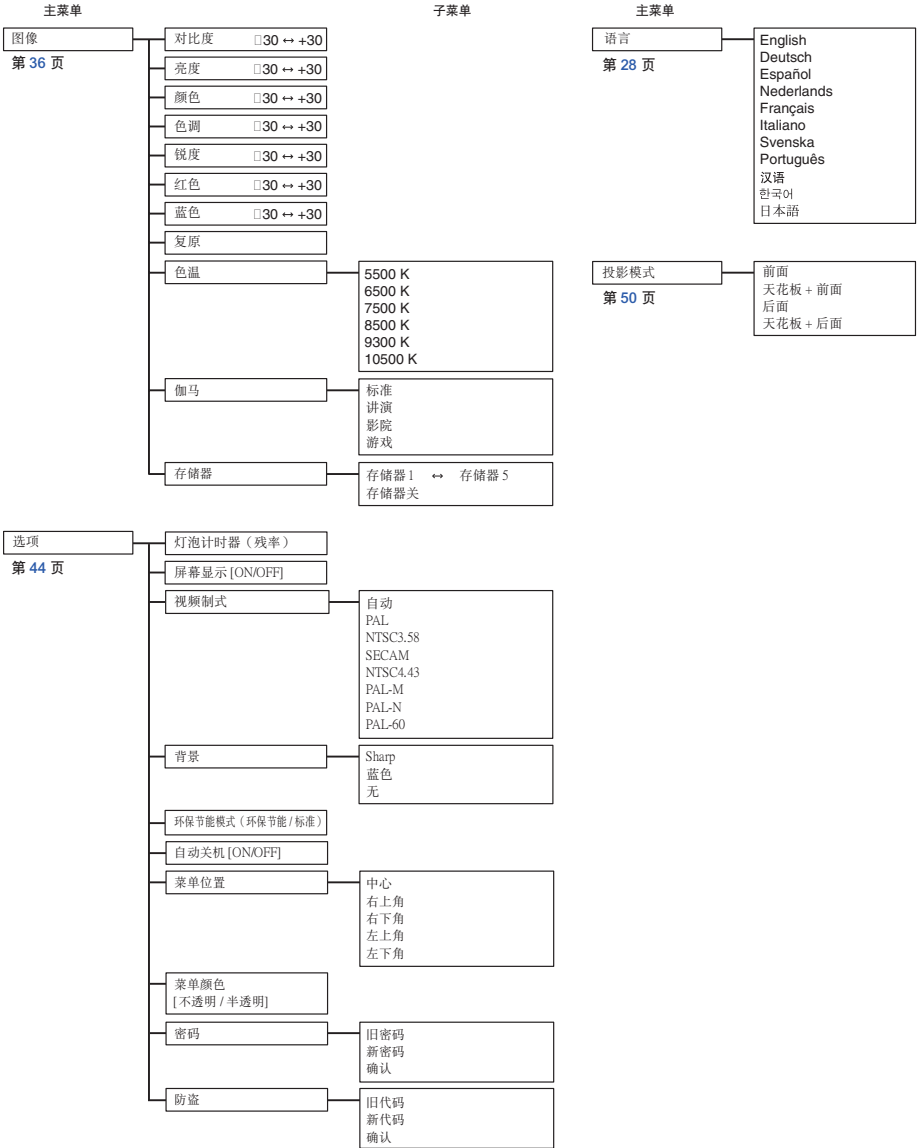 主菜单
子菜单
主菜单
图像
第 36 页
对比度 □30 ↔ +30
亮度 □30 ↔ +30
颜色 □30 ↔ +30
色调 □30 ↔ +30
锐度 □30 ↔ +30
红色 □30 ↔ +30
蓝色 □30 ↔ +30
复原
色温
5500 K
6500 K
7500 K
8500 K
9300 K
10500 K
伽马
标准
讲演
影院
游戏
存储器
存储器 1 ↔ 存储器 5
存储器关
选项
第 44 页
灯泡计时器（残率）
屏幕显示 [ON/OFF]
视频制式
自动
PAL
NTSC3.58
SECAM
NTSC4.43
PAL-M
PAL-N
PAL-60
背景
Sharp
蓝色
无
环保节能模式（环保节能 / 标准）
自动关机 [ON/OFF]
菜单位置
中心
右上角
右下角
左上角
左下角
菜单颜色
[不透明 / 半透明]
密码
旧密码
新密码
确认
防盗
旧代码
新代码
确认
语言
第 28 页
English
Deutsch
Español
Nederlands
Français
Italiano
Svenska
Português
汉语
한국어
日本語
投影模式
第 50 页
前面
天花板 + 前面
后面
天花板 + 后面